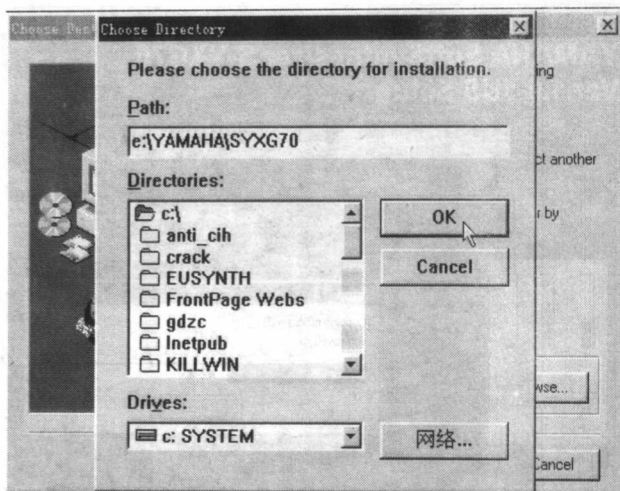 Choose Des
Choose Directory
Please choose the directory for installation.
Path:
e:\YAMAHA\SYXG70
Directories:
c:\
anti_cih
crack
EUSYNTH
FrontPage Webs
gdzc
Inetpub
KILLWIN
OK
Cancel
Drives:
c: SYSTEM
网络...
ing
ct another
r by
wse...
Cancel